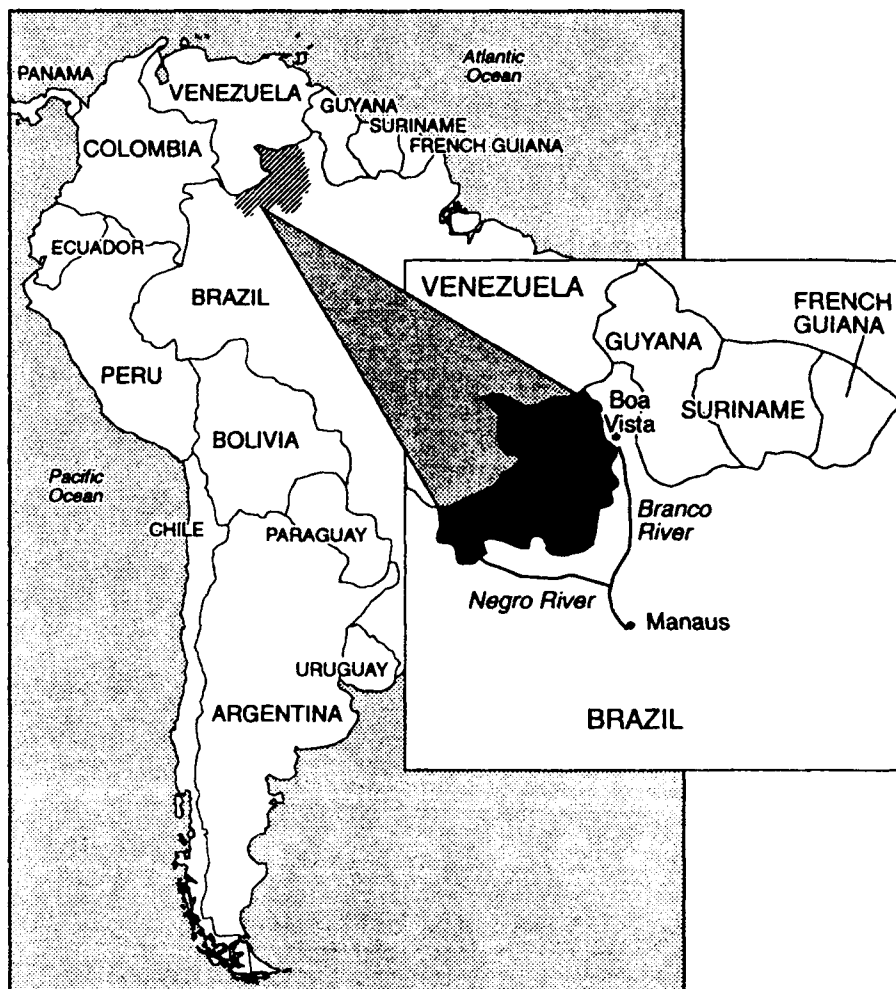 Atlantic
Ocean
PANAMA
VENEZUELA
GUYANA
SURINAME
FRENCH GUIANA
COLOMBIA
ECUADOR
BRAZIL
PERU
BOLIVIA
Pacific
Ocean
CHILE
PARAGUAY
URUGUAY
ARGENTINA
VENEZUELA
FRENCH
GUIANA
GUYANA
Boa
Vista
SURINAME
Branco
River
Negro River
Manaus
BRAZIL